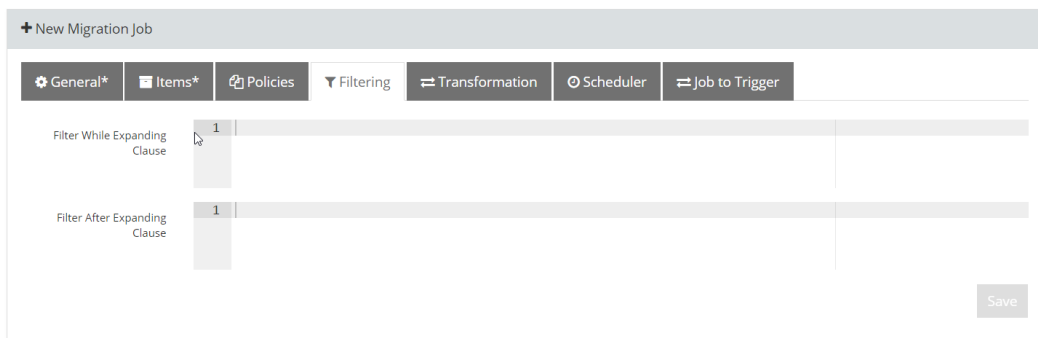 New Migration Job
General* Items* Policies Filtering Transformation Scheduler Job to Trigger
Filter While Expanding
Clause
1
Filter After Expanding
Clause
1
Save